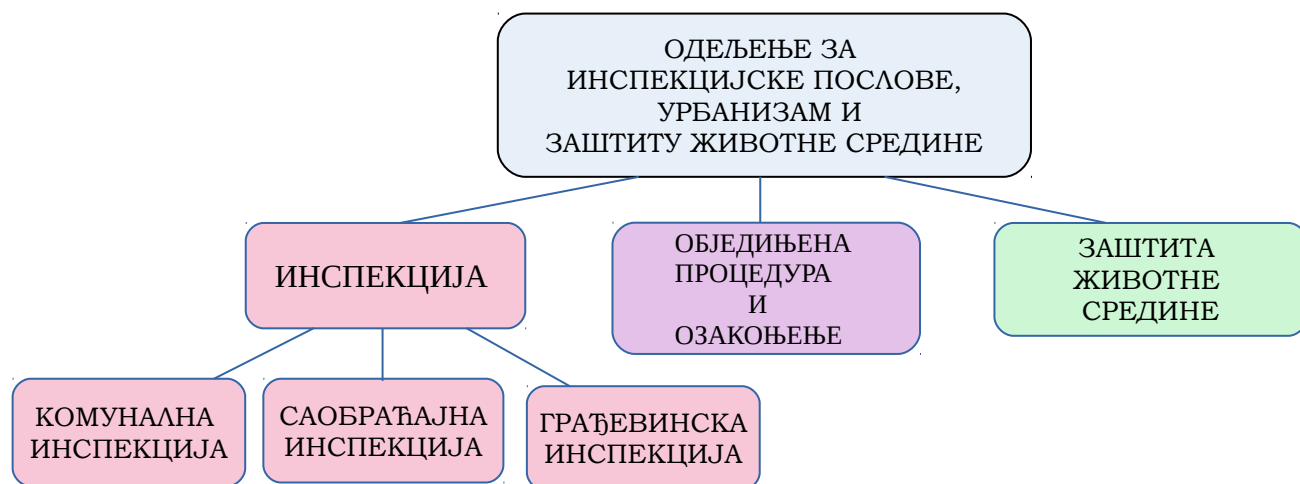 ОДЕЉЕЊЕ ЗА
ИНСПЕКЦИЈСКЕ ПОСЛОВЕ,
УРБАНИЗАМ И
ЗАШТИТУ ЖИВОТНЕ СРЕДИНЕ
ИНСПЕКЦИЈА
ОБЈЕДИЊЕНА
ПРОЦЕДУРА
И
ОЗАКОЊЕЊЕ
ЗАШТИТА
ЖИВОТНЕ
СРЕДИНЕ
КОМУНАЛНА
ИНСПЕКЦИЈА
САОБРАЋАЈНА
ИНСПЕКЦИЈА
ГРАЂЕВИНСКА
ИНСПЕКЦИЈА